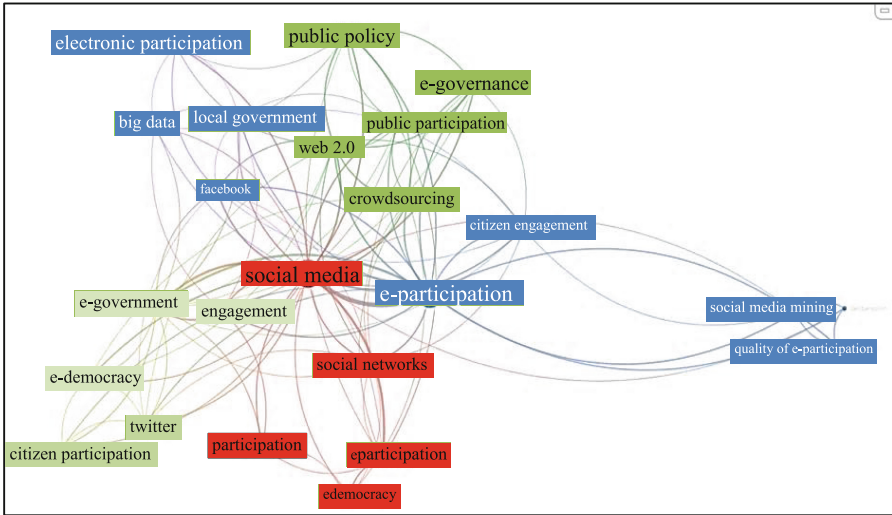 public policy
electronic participation
e-governance
big data
local government
public participation
web 2.0
facebook
crowdsourcing
citizen engagement
social media
e-participation
e-government
engagement
social media mining
quality of e-participation
social networks
e-democracy
twitter
participation
citizen participation
eparticipation
edemocracy